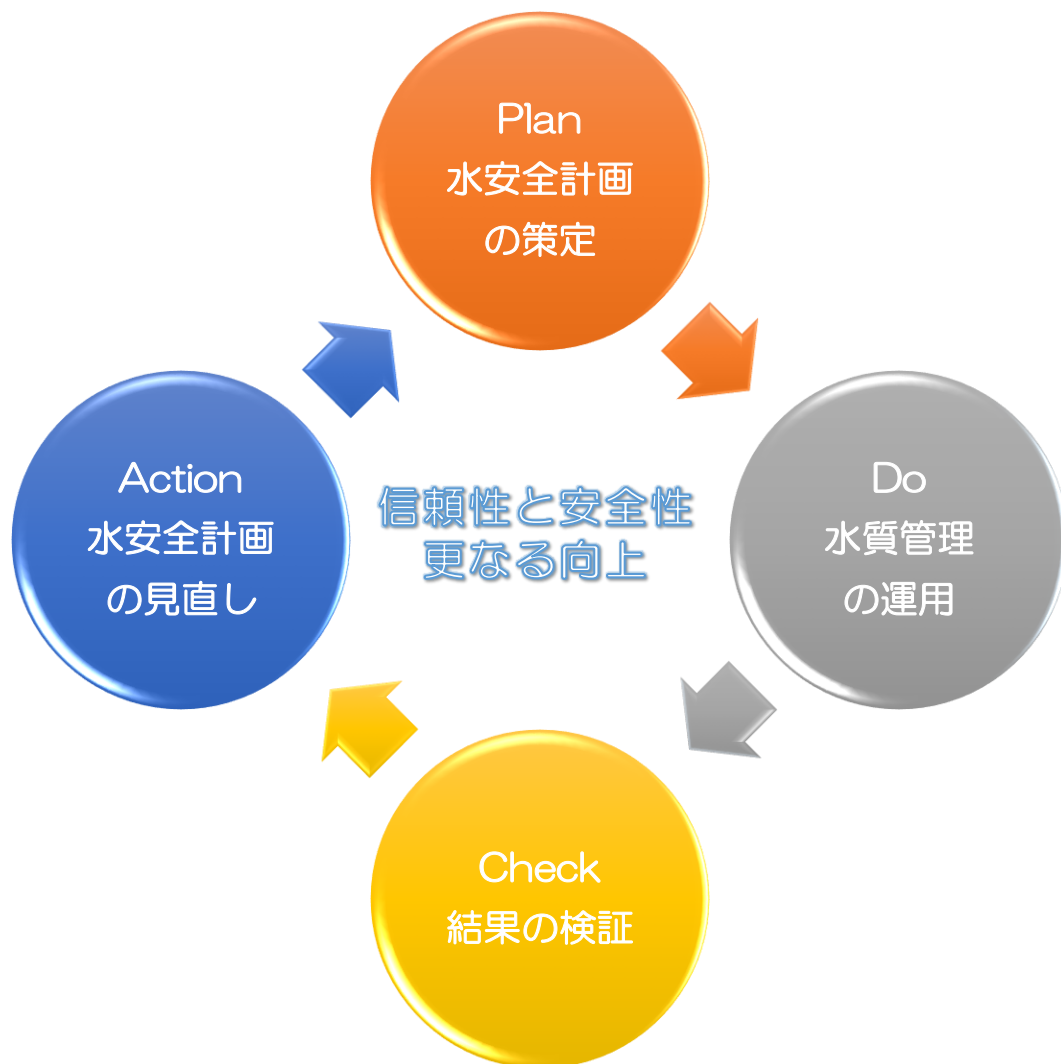 Plan
水安全計画
の策定
Action
水安全計画
の見直し
信頼性と安全性
更なる向上
Do
水質管理
の運用
Check
結果の検証